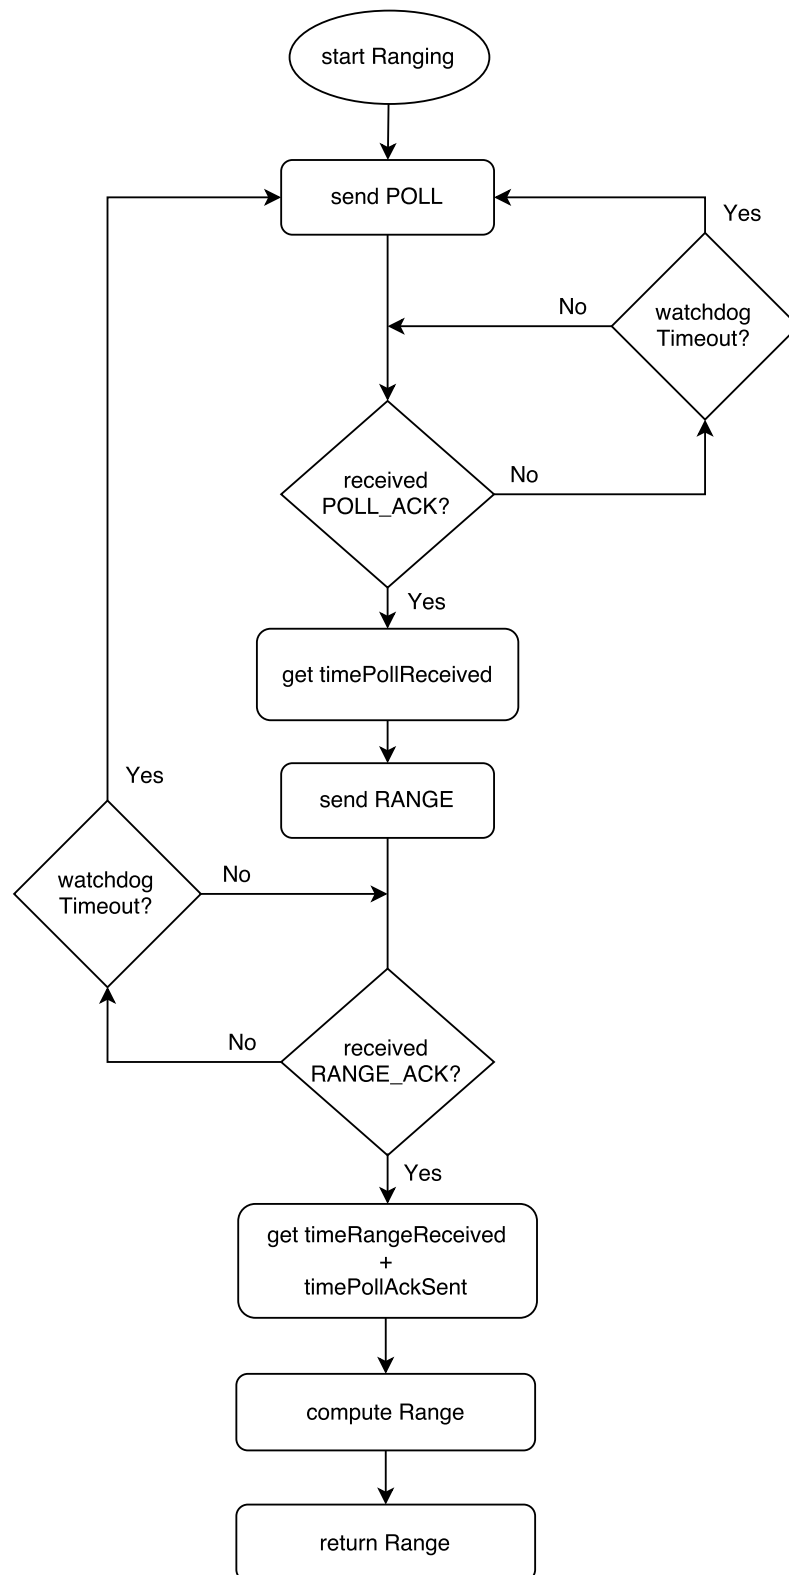 start Ranging
send POLL
Yes
watchdog
Timeout?
No
received
POLL_ACK?
No
Yes
get timePollReceived
send RANGE
Yes
watchdog
Timeout?
No
received
RANGE_ACK?
No
Yes
get timeRangeReceived
+
timePollAckSent
compute Range
return Range